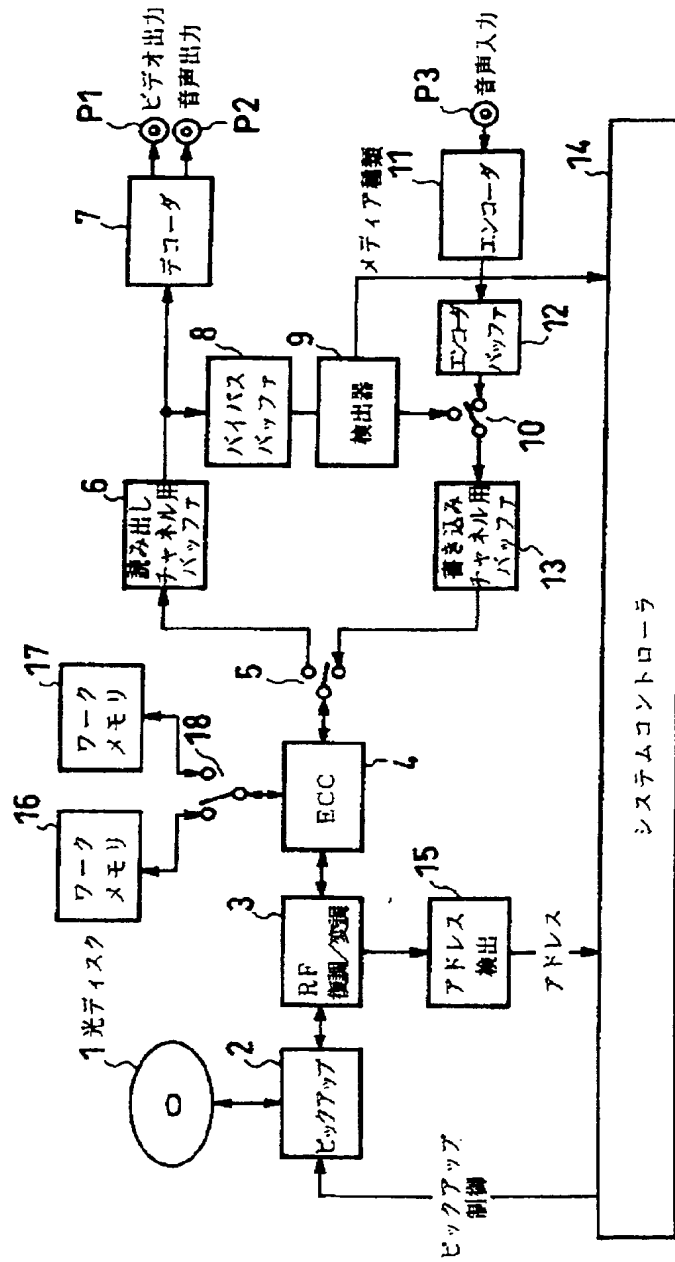 1 光ディスク
2
ピックアップ
3
RF
復調／変調
4
ECC
5
6
読み出し
チャネル用
バッファ
7
デコーダ
P1
ビデオ出力
音声出力
P2
8
バイパス
バッファ
9
検出器
メディア種類
10
11
エンコーダ
P3
音声入力
12
エンコーダ
バッファ
13
書き込み
チャネル用
バッファ
14
システムコントローラ
15
アドレス
検出
アドレス
16
ワーク
メモリ
17
ワーク
メモリ
18
ピックアップ
制御